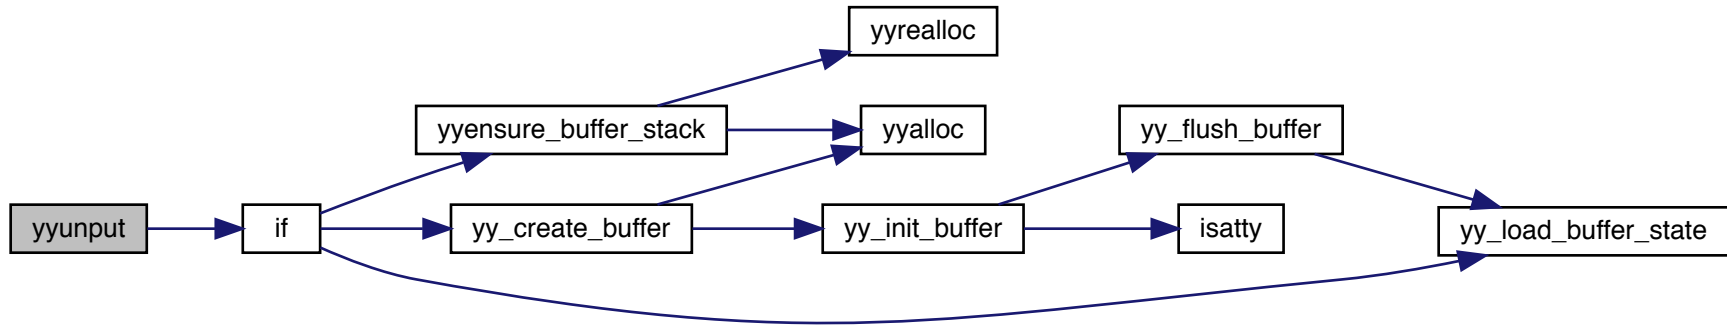 yyrealloc
yyensure_buffer_stack
yyalloc
yy_flush_buffer
yyunput
if
yy_create_buffer
yy_init_buffer
isatty
yy_load_buffer_state